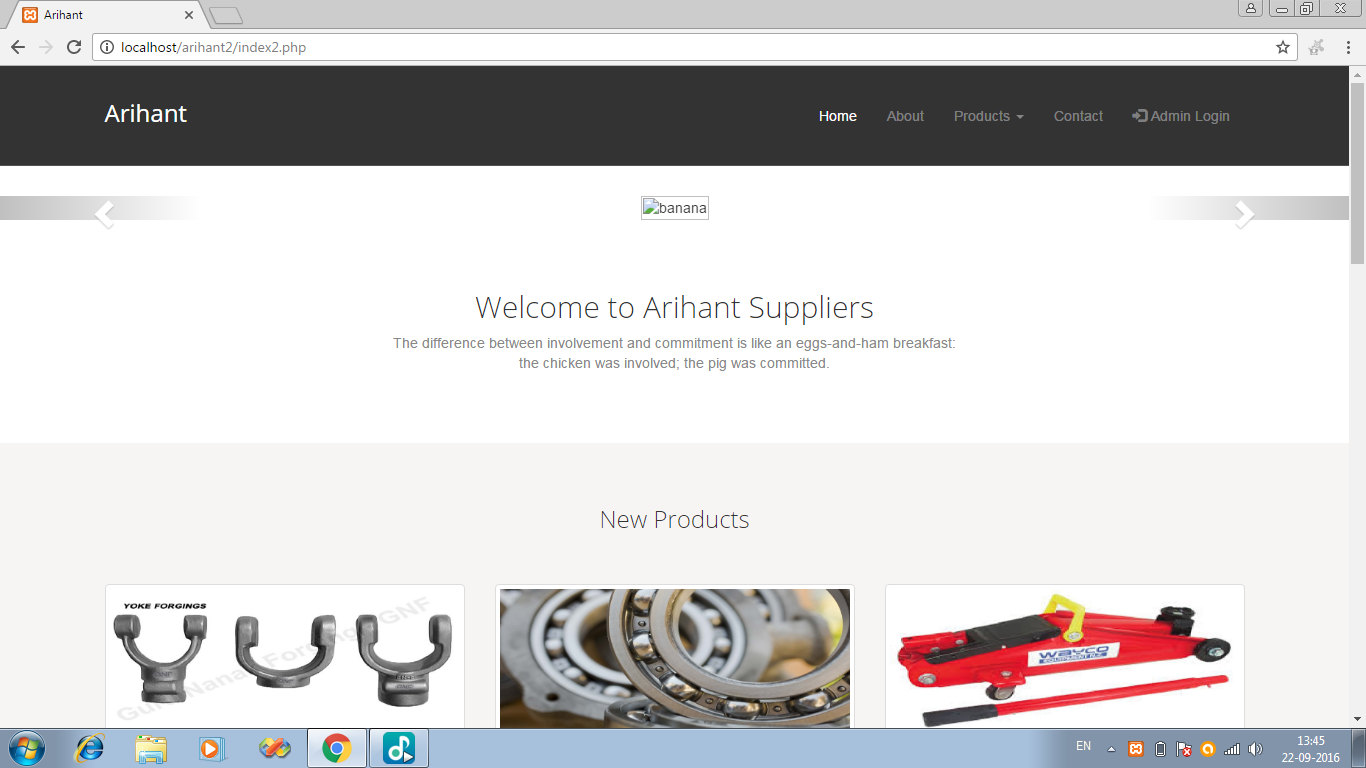 Arihant
localhost/arihant2/index2.php
Arihant
Home
About
Products
Contact
Admin Login
banana
Welcome to Arihant Suppliers
The difference between involvement and commitment is like an eggs-and-ham breakfast:
the chicken was involved; the pig was committed.
New Products
YOKE FORGINGS
WAYCO
EN
13:45
22-09-2016